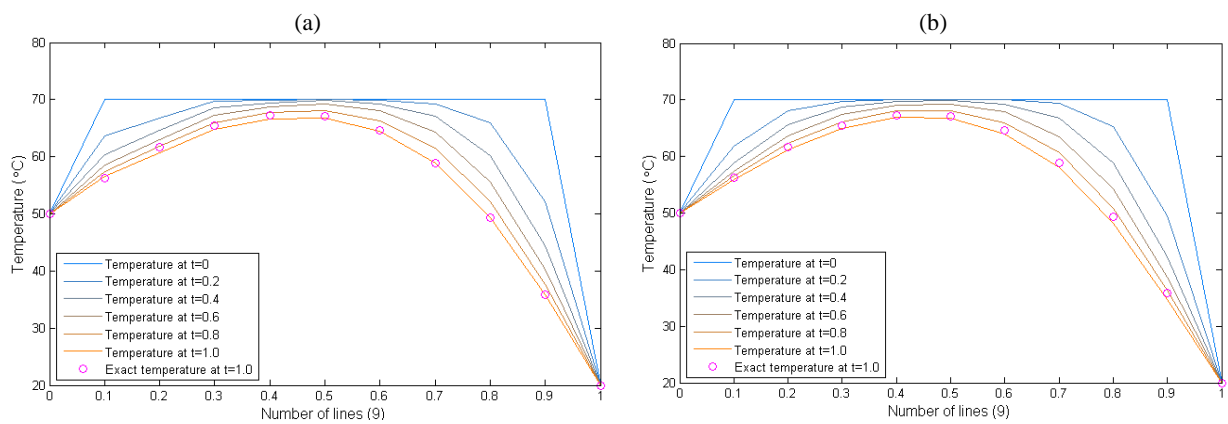 (a)
80
70
60
50
40
30
20
Temperature (°C)
Temperature at t=0
Temperature at t=0.2
Temperature at t=0.4
Temperature at t=0.6
Temperature at t=0.8
Temperature at t=1.0
Exact temperature at t=1.0
0 0.1 0.2 0.3 0.4 0.5 0.6 0.7 0.8 0.9 1
Number of lines (9)
(b)
80
70
60
50
40
30
20
Temperature (°C)
Temperature at t=0
Temperature at t=0.2
Temperature at t=0.4
Temperature at t=0.6
Temperature at t=0.8
Temperature at t=1.0
Exact temperature at t=1.0
0 0.1 0.2 0.3 0.4 0.5 0.6 0.7 0.8 0.9 1
Number of lines (9)